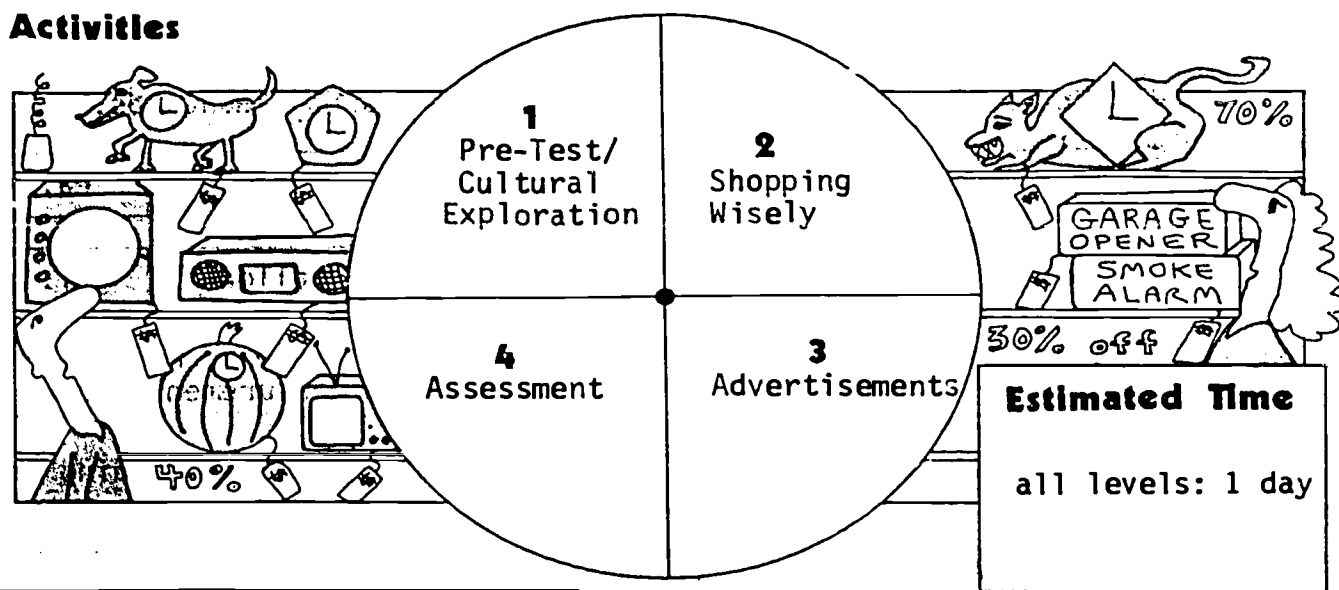 Activities
1
Pre-Test/
Cultural
Exploration
2
Shopping
Wisely
3
Advertisements
4
Assessment
70%
GARAGE
OPENER
SMOKE
ALARM
30% off
40%
Estimated Time
all levels: 1 day